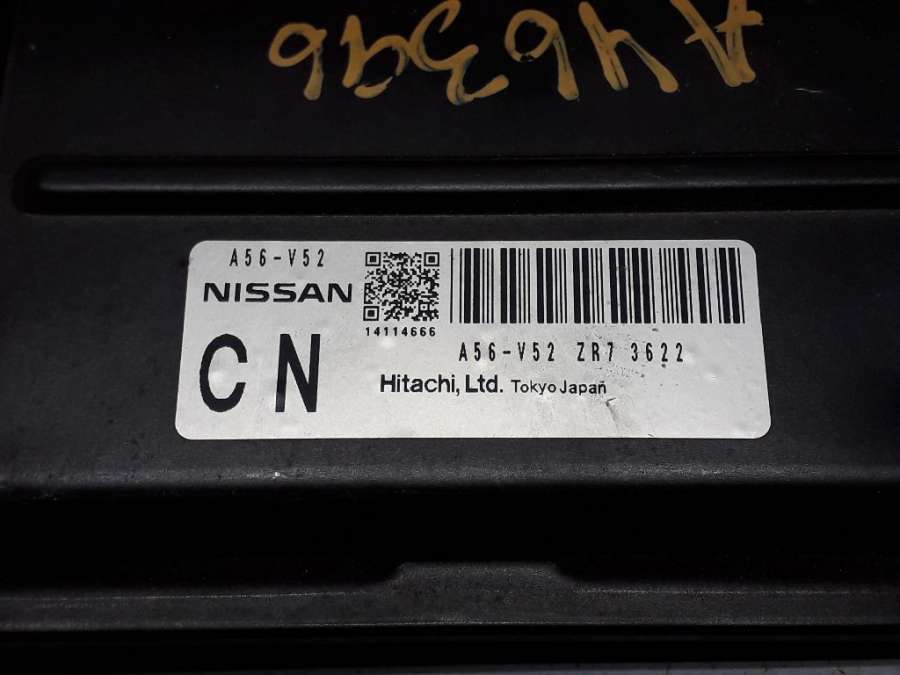 A56-V52
NISSAN
14114666
CN
A56-V52 ZR7 3622
Hitachi, Ltd. Tokyo Japan